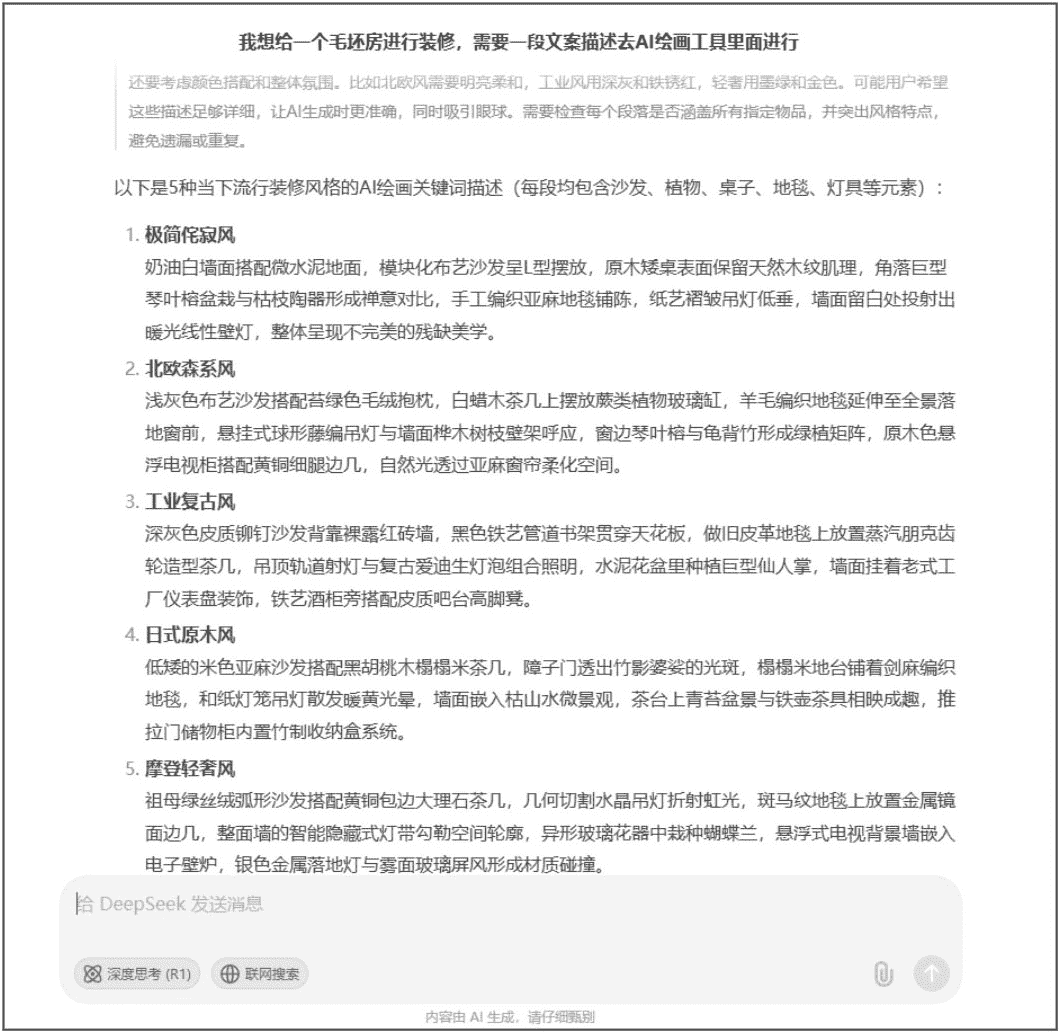 我想给一个毛坯房进行装修，需要一段文案描述去AI绘画工具里面进行
还要考虑颜色搭配和整体氛围。比如北欧风需要明亮柔和，工业风用深灰和铁锈红，轻奢用墨绿和金色。可能用户希望
这些描述足够详细，让AI生成时更准确，同时吸引眼球。需要检查每个段落是否涵盖所有指定物品，并突出风格特点，
避免遗漏或重复。
以下是5种当下流行装修风格的AI绘画关键词描述（每段均包含沙发、植物、桌子、地毯、灯具等元素）：
1. 极简侘寂风
奶油白墙面搭配微水泥地面，模块化布艺沙发呈L型摆放，原木矮桌表面保留天然木纹肌理，角落巨型
琴叶榕盆栽与枯枝陶器形成禅意对比，手工编织亚麻地毯铺陈，纸艺褶皱吊灯低垂，墙面留白处投射出
暖光线性壁灯，整体呈现不完美的残缺美学。
2. 北欧森系风
浅灰色布艺沙发搭配苔绿色毛绒抱枕，白蜡木茶几上摆放蕨类植物玻璃缸，羊毛编织地毯延伸至全景落
地窗前，悬挂式球形藤编吊灯与墙面桦木树枝壁架呼应，窗边琴叶榕与龟背竹形成绿植矩阵，原木色悬
浮电视柜搭配黄铜细腿边几，自然光透过亚麻窗帘柔化空间。
3. 工业复古风
深灰色皮质铆钉沙发背靠裸露红砖墙，黑色铁艺管道书架贯穿天花板，做旧皮革地毯上放置蒸汽朋克齿
轮造型茶几，吊顶轨道射灯与复古爱迪生灯泡组合照明，水泥花盆里种植巨型仙人掌，墙面挂着老式工
厂仪表盘装饰，铁艺酒柜旁搭配皮质吧台高脚凳。
4. 日式原木风
低矮的米色亚麻沙发搭配黑胡桃木榻榻米茶几，障子门透出竹影婆娑的光斑，榻榻米地台铺着剑麻编织
地毯，和纸灯笼吊灯散发暖黄光晕，墙面嵌入枯山水微景观，茶台上青苔盆景与铁壶茶具相映成趣，推
拉门储物柜内置竹制收纳盒系统。
5. 摩登轻奢风
祖母绿丝绒弧形沙发搭配黄铜包边大理石茶几，几何切割水晶吊灯折射虹光，斑马纹地毯上放置金属镜
面边几，整面墙的智能隐藏式灯带勾勒空间轮廓，异形玻璃花器中栽种蝴蝶兰，悬浮式电视背景墙嵌入
电子壁炉，银色金属落地灯与雾面玻璃屏风形成材质碰撞。
给 DeepSeek 发送消息
深度思考 (R1) 联网搜索
内容由 AI 生成，请仔细甄别